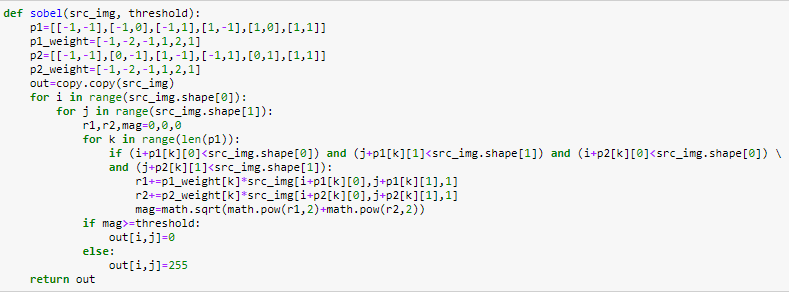 def sobel(src_img, threshold):
    p1=[[-1,-1],[-1,0],[-1,1],[1,-1],[1,0],[1,1]]
    p1_weight=[-1,-2,-1,1,2,1]
    p2=[[-1,-1],[0,-1],[1,-1],[-1,1],[0,1],[1,1]]
    p2_weight=[-1,-2,-1,1,2,1]
    out=copy.copy(src_img)
    for i in range(src_img.shape[0]):
        for j in range(src_img.shape[1]):
            r1,r2,mag=0,0,0
            for k in range(len(p1)):
                if (i+p1[k][0]<src_img.shape[0]) and (j+p1[k][1]<src_img.shape[1]) and (i+p2[k][0]<src_img.shape[0]) \
                and (j+p2[k][1]<src_img.shape[1]):
                    r1+=p1_weight[k]*src_img[i+p1[k][0],j+p1[k][1],1]
                    r2+=p2_weight[k]*src_img[i+p2[k][0],j+p2[k][1],1]
                    mag=math.sqrt(math.pow(r1,2)+math.pow(r2,2))
            if mag>=threshold:
                out[i,j]=0
            else:
                out[i,j]=255
    return out